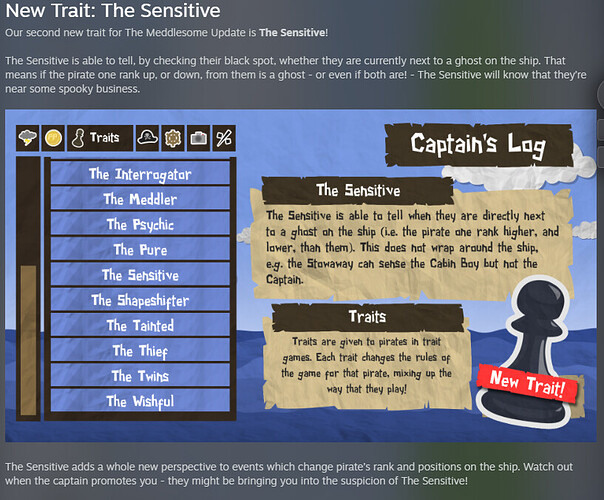 New Trait: The Sensitive
Our second new trait for The Meddlesome Update is The Sensitive!
The Sensitive is able to tell, by checking their black spot, whether they are currently next to a ghost on the ship. That
means if the pirate one rank up, or down, from them is a ghost - or even if both are! - The Sensitive will know that they're
near some spooky business.
Traits
Captain's Log
The Interrogator
The Meddler
The Psychic
The Pure
The Sensitive
The Shapeshifter
The Tainted
The Thief
The Twins
The Wishful
The Sensitive
The Sensitive is able to tell when they are directly next
to a ghost on the ship (i.e. the pirate one rank higher, and
lower, than them). This does not wrap around the ship,
e.g. the Stowaway can sense the Cabin Boy but not the
Captain.
Traits
Traits are given to pirates in trait
games. Each trait changes the rules of
the game for that pirate, mixing up the
way that they play!
New Trait!
The Sensitive adds a whole new perspective to events which change pirate's rank and positions on the ship. Watch out
when the captain promotes you - they might be bringing you into the suspicion of The Sensitive!